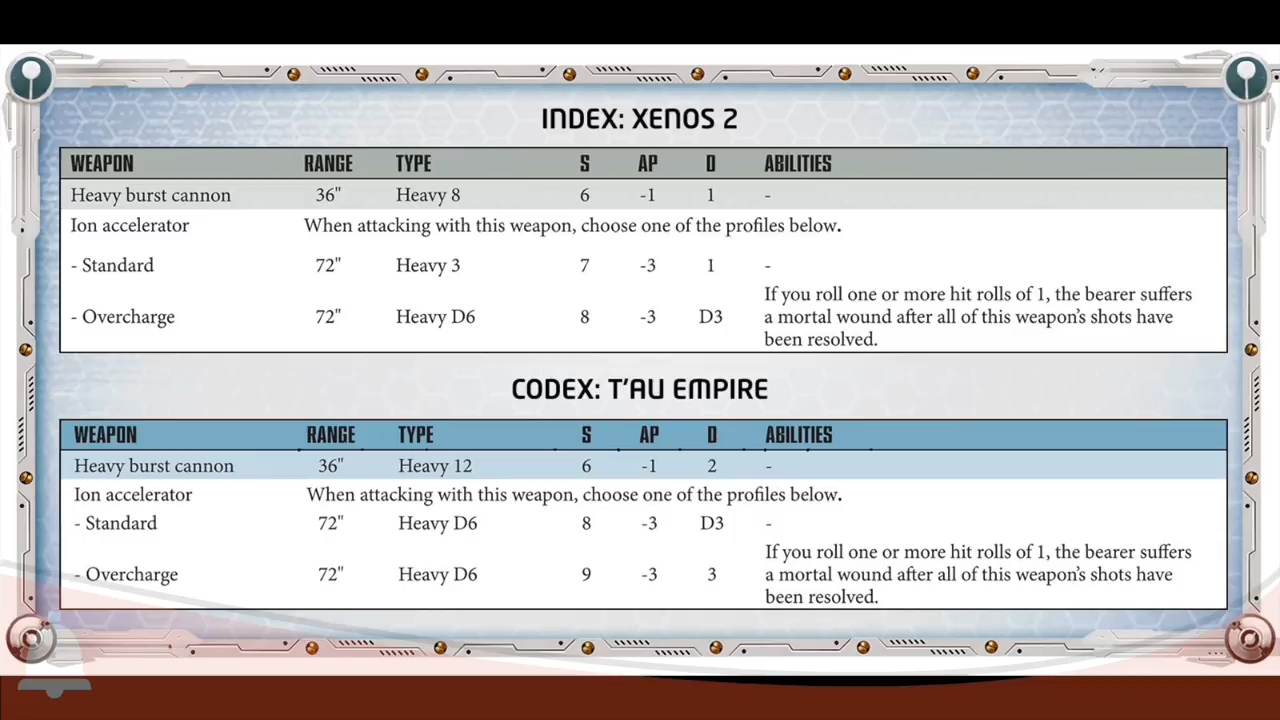 INDEX: XENOS 2
WEAPON RANGE TYPE S AP D ABILITIES
Heavy burst cannon 36" Heavy 8 6 -1 1 -
Ion accelerator When attacking with this weapon, choose one of the profiles below.
- Standard 72" Heavy 3 7 -3 1 -
If you roll one or more hit rolls of 1, the bearer suffers
- Overcharge 72" Heavy D6 8 -3 D3 a mortal wound after all of this weapon's shots have
been resolved.
CODEX: T'AU EMPIRE
WEAPON RANGE TYPE S AP D ABILITIES
Heavy burst cannon 36" Heavy 12 6 -1 2 -
Ion accelerator When attacking with this weapon, choose one of the profiles below.
- Standard 72" Heavy D6 8 -3 D3 -
If you roll one or more hit rolls of 1, the bearer suffers
- Overcharge 72" Heavy D6 9 -3 3 a mortal wound after all of this weapon's shots have
been resolved.